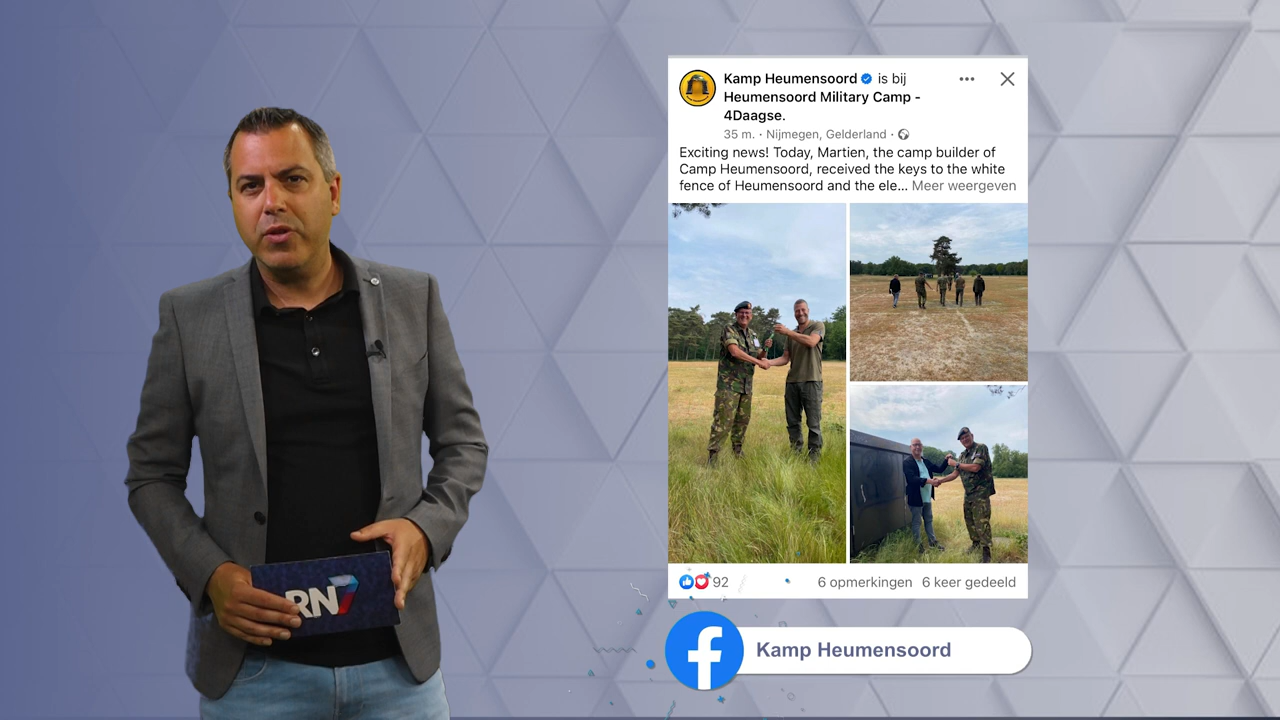 Kamp Heumensoord is bij
Heumensoord Military Camp -
4Daagse.
35 m. · Nijmegen, Gelderland ·
Exciting news! Today, Martien, the camp builder of
Camp Heumensoord, received the keys to the white
fence of Heumensoord and the ele... Meer weergeven
92 6 opmerkingen 6 keer gedeeld
Kamp Heumensoord
RN7